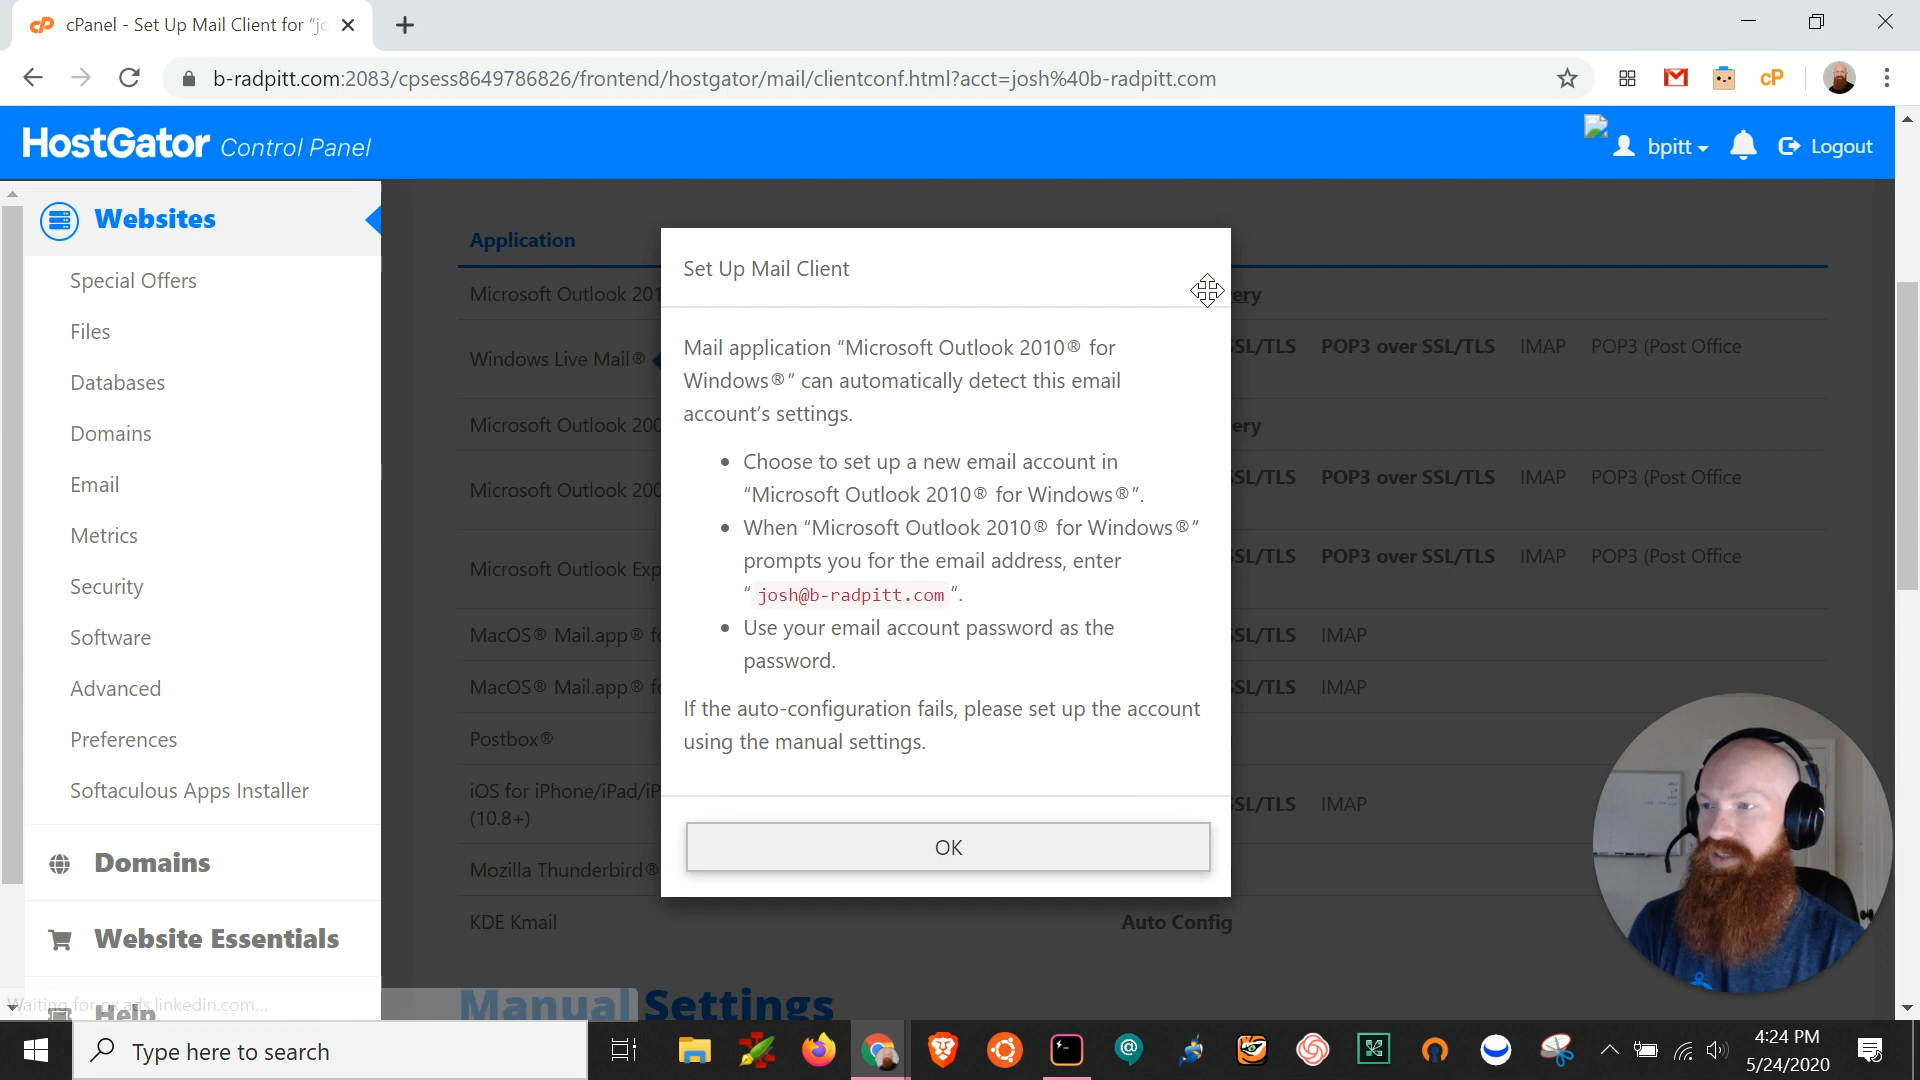 cPanel - Set Up Mail Client for "jo
b-radpitt.com:2083/cpsess8649786826/frontend/hostgator/mail/clientconf.html?acct=josh%40b-radpitt.com
cP
HostGator Control Panel
bpitt
Logout
Websites
Special Offers
Files
Databases
Domains
Email
Metrics
Security
Software
Advanced
Preferences
Softaculous Apps Installer
Domains
Website Essentials
Help
Waiting for px.ads.linkedin.com...
Application
Microsoft Outlook 201
ery
Windows Live Mail®
SL/TLS POP3 over SSL/TLS IMAP POP3 (Post Office
Microsoft Outlook 200
ery
Microsoft Outlook 200
SL/TLS POP3 over SSL/TLS IMAP POP3 (Post Office
Microsoft Outlook Exp
SL/TLS POP3 over SSL/TLS IMAP POP3 (Post Office
MacOS® Mail.app® fo
SL/TLS IMAP
MacOS® Mail.app® fo
SL/TLS IMAP
Postbox®
iOS for iPhone/iPad/iP
(10.8+)
SL/TLS IMAP
Mozilla Thunderbird®
KDE Kmail
Auto Config
Manual Settings
Set Up Mail Client
Mail application "Microsoft Outlook 2010® for
Windows®" can automatically detect this email
account's settings.
• Choose to set up a new email account in
"Microsoft Outlook 2010® for Windows®".
• When "Microsoft Outlook 2010® for Windows®"
prompts you for the email address, enter
" josh@b-radpitt.com ".
• Use your email account password as the
password.
If the auto-configuration fails, please set up the account
using the manual settings.
OK
Type here to search
4:24 PM
5/24/2020